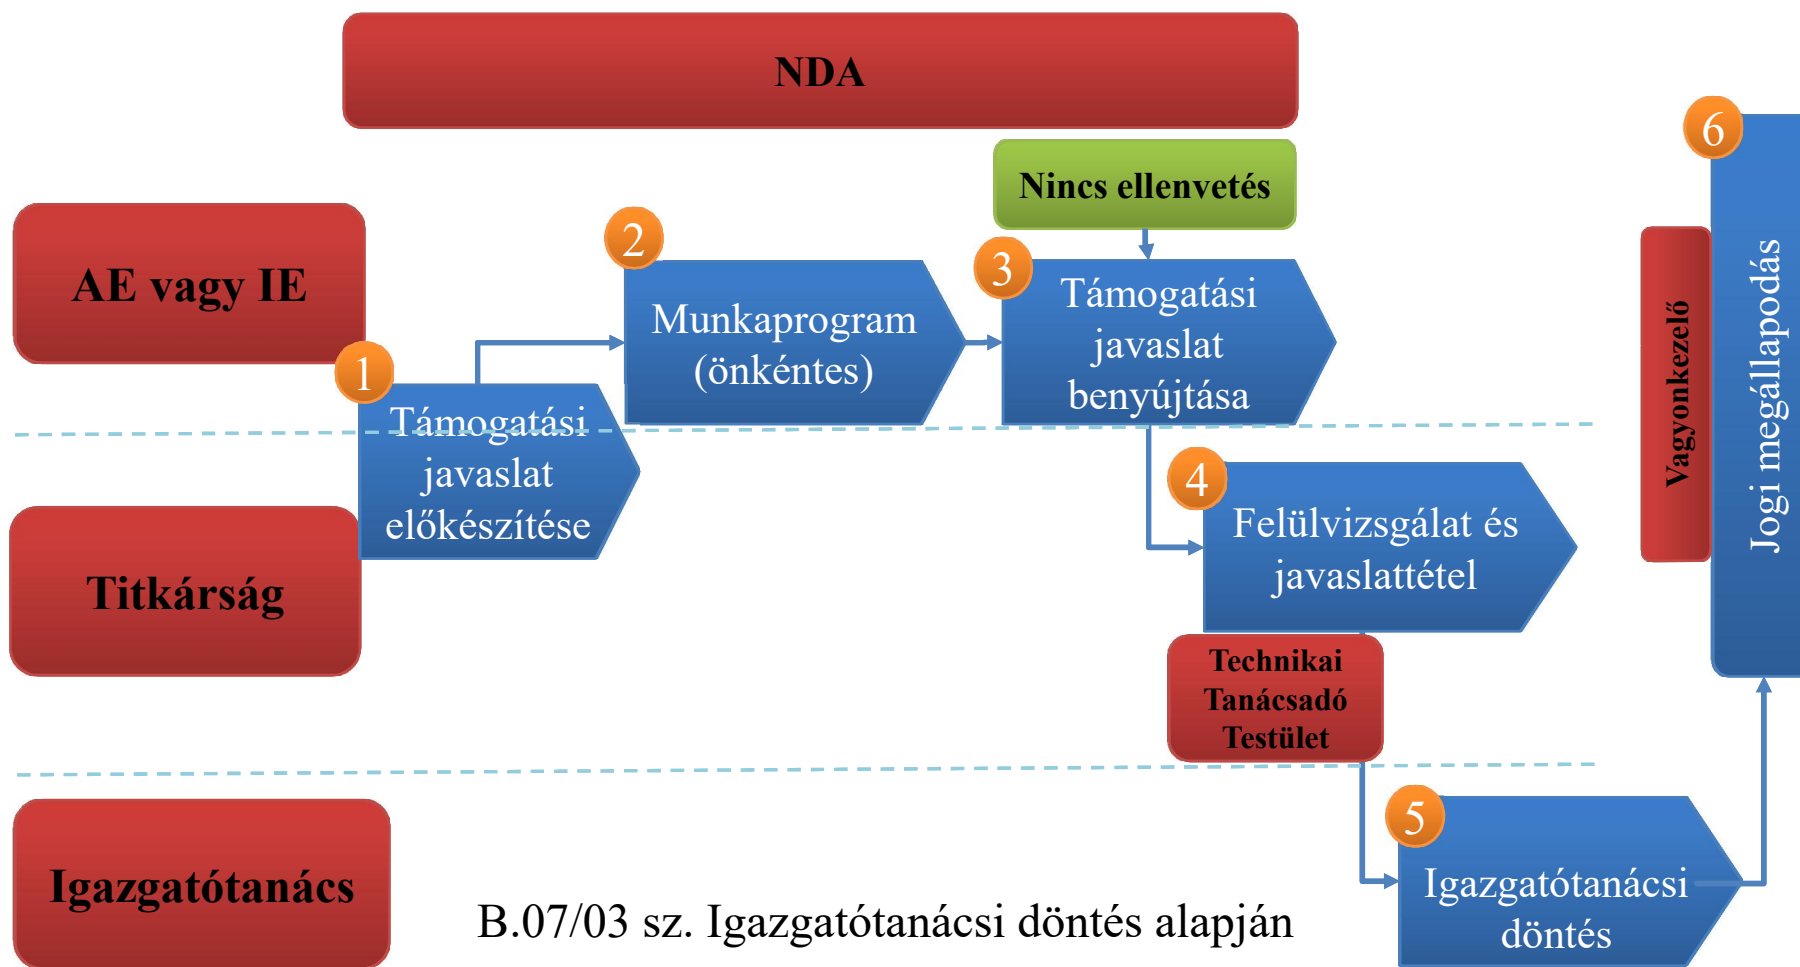 NDA
6
Nincs ellenvetés
AE vagy IE
2
Munkaprogram
(önkéntes)
3
Támogatási
javaslat
benyújtása
Vagyonkezelő
Jogi megállapodás
1
Támogatási
javaslat
előkészítése
4
Felülvizsgálat és
javaslattétel
Titkárság
Technikai
Tanácsadó
Testület
5
Igazgatótanácsi
döntés
Igazgatótanács
B.07/03 sz. Igazgatótanácsi döntés alapján